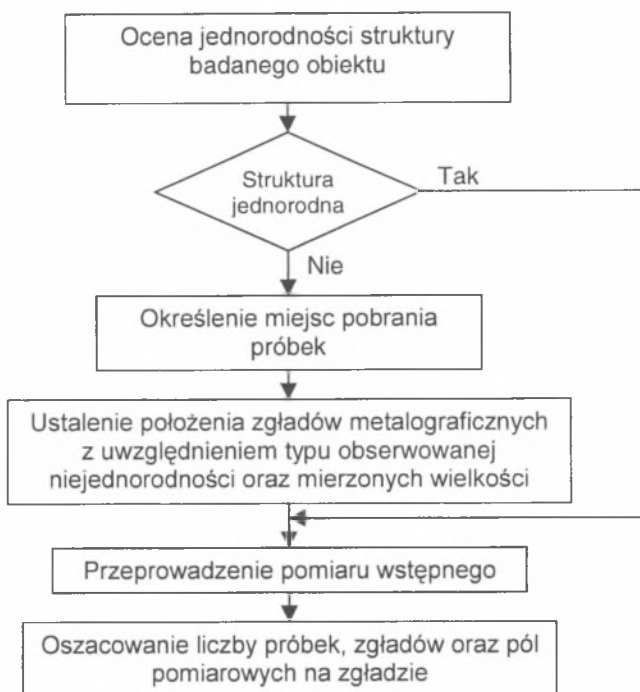 Ocena jednorodności struktury
badanego obiektu
Struktura
jednorodna
Tak
Nie
Określenie miejsc pobrania
próbek
Ustalenie położenia zgładów metalograficznych
z uwzględnieniem typu obserwowanej
niejednorodności oraz mierzonych wielkości
Przeprowadzenie pomiaru wstępnego
Oszacowanie liczby próbek, zgładów oraz pól
pomiarowych na zgładzie